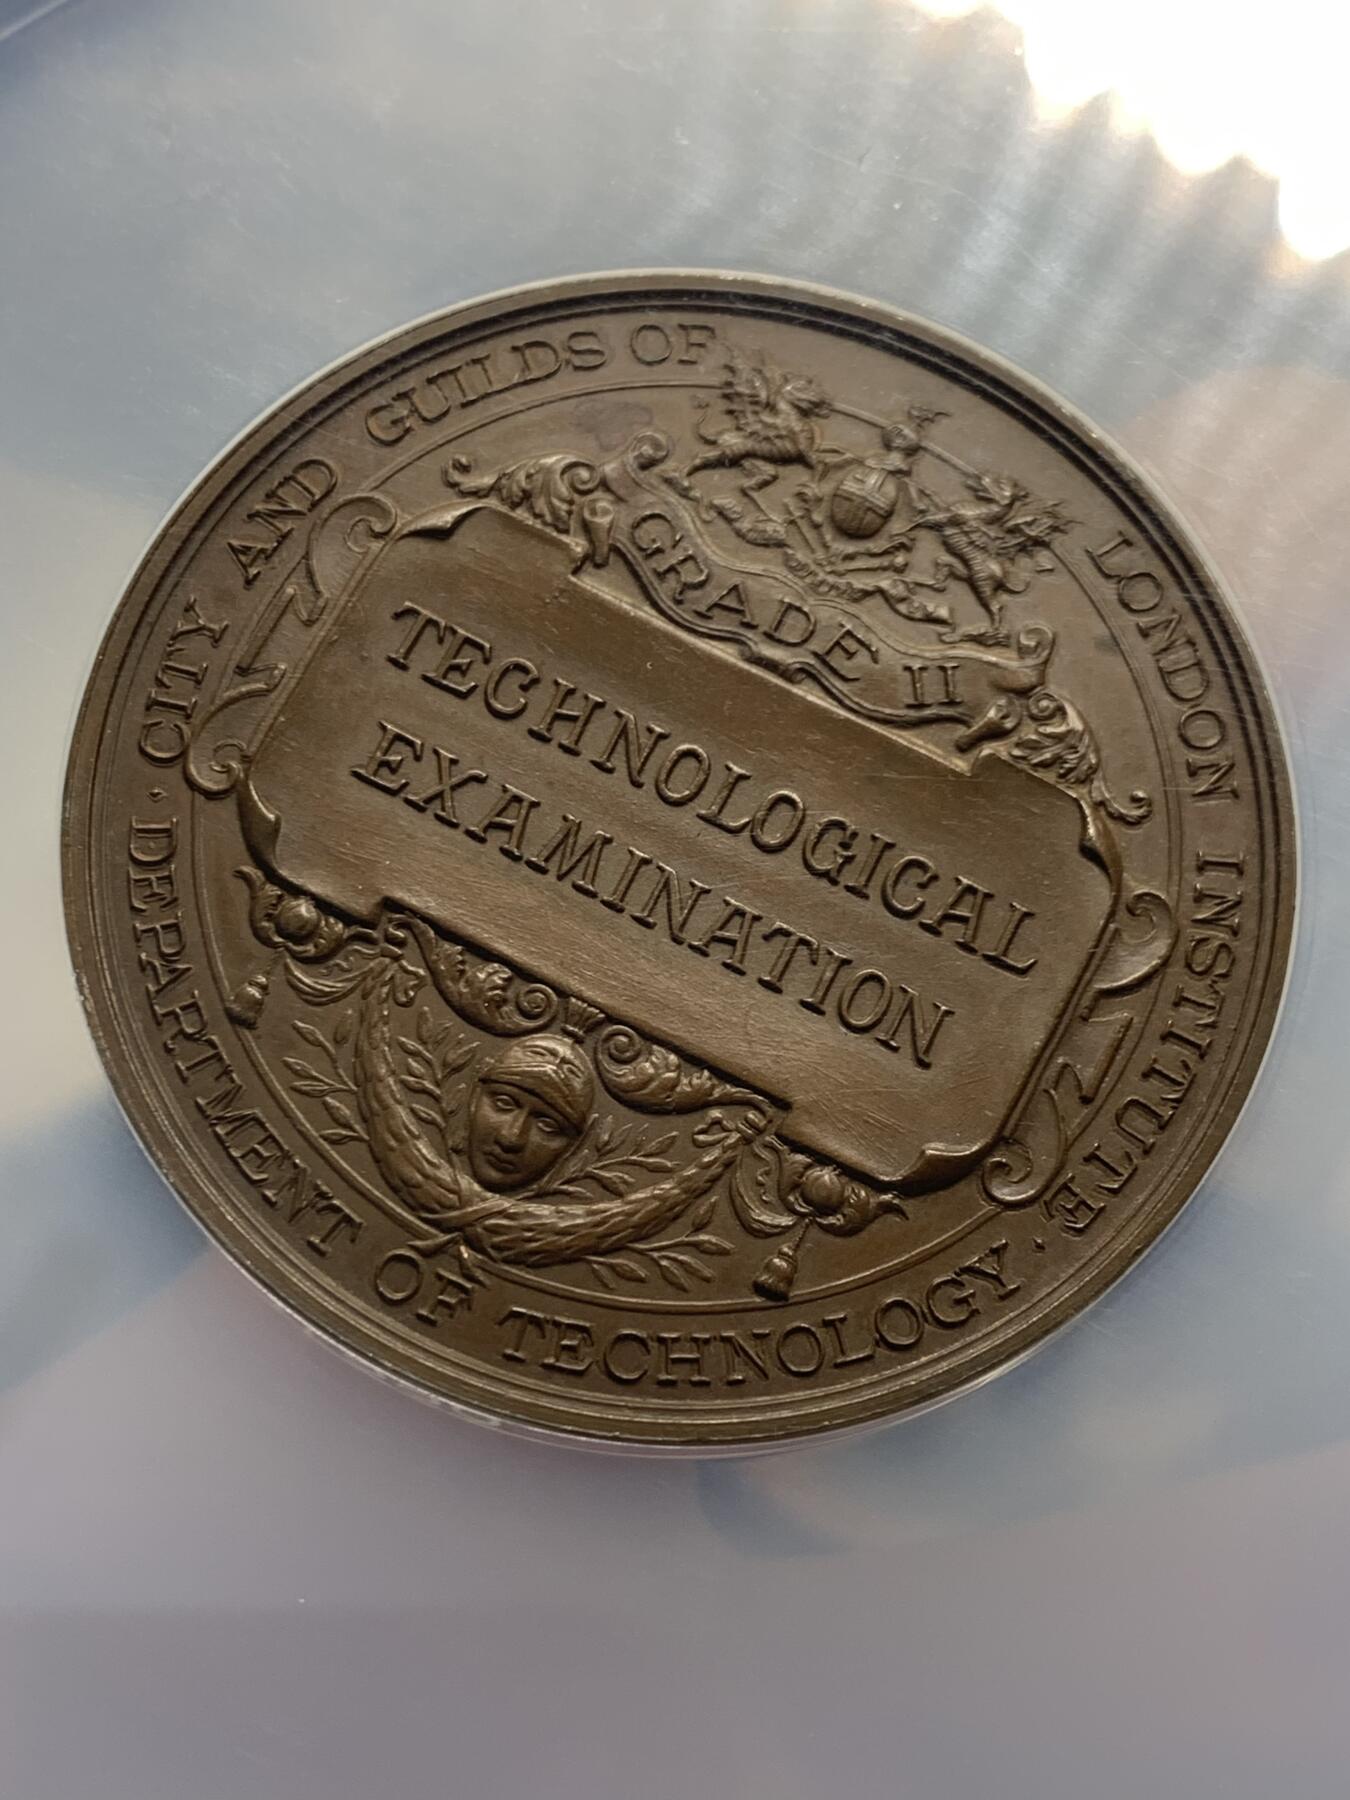 CITY AND GUILDS OF LONDON INSTITUTE
GRADE II
TECHNOLOGICAL
EXAMINATION
· DEPARTMENT OF TECHNOLOGY ·